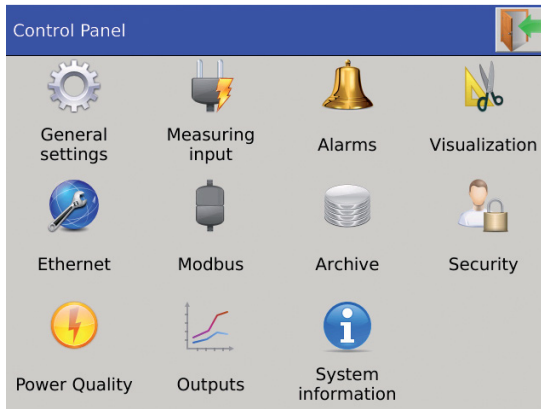 Control Panel
General
settings
Measuring
input
Alarms
Visualization
Ethernet
Modbus
Archive
Security
Power Quality
Outputs
System
information